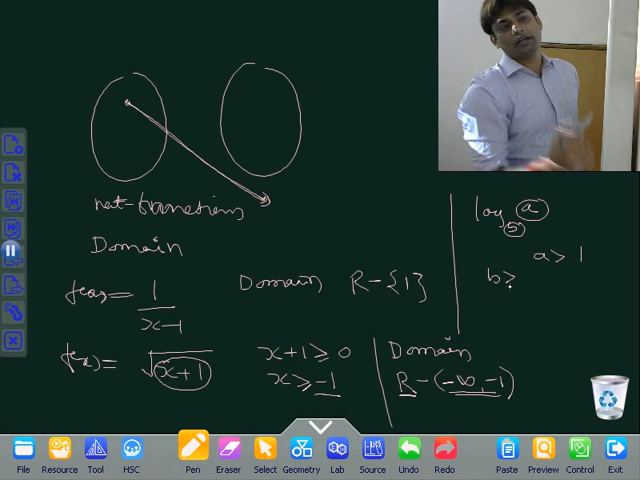 not functions
Domain
f(x) = 1/(x-1) Domain R-{1}
f(x) = √(x+1) x+1 ≥ 0
x ≥ -1
Domain
R-(-∞, -1)
log
a > 1
b >
File Resource Tool HSC Pen Eraser Select Geometry Lab Source Undo Redo Paste Preview Control Exit